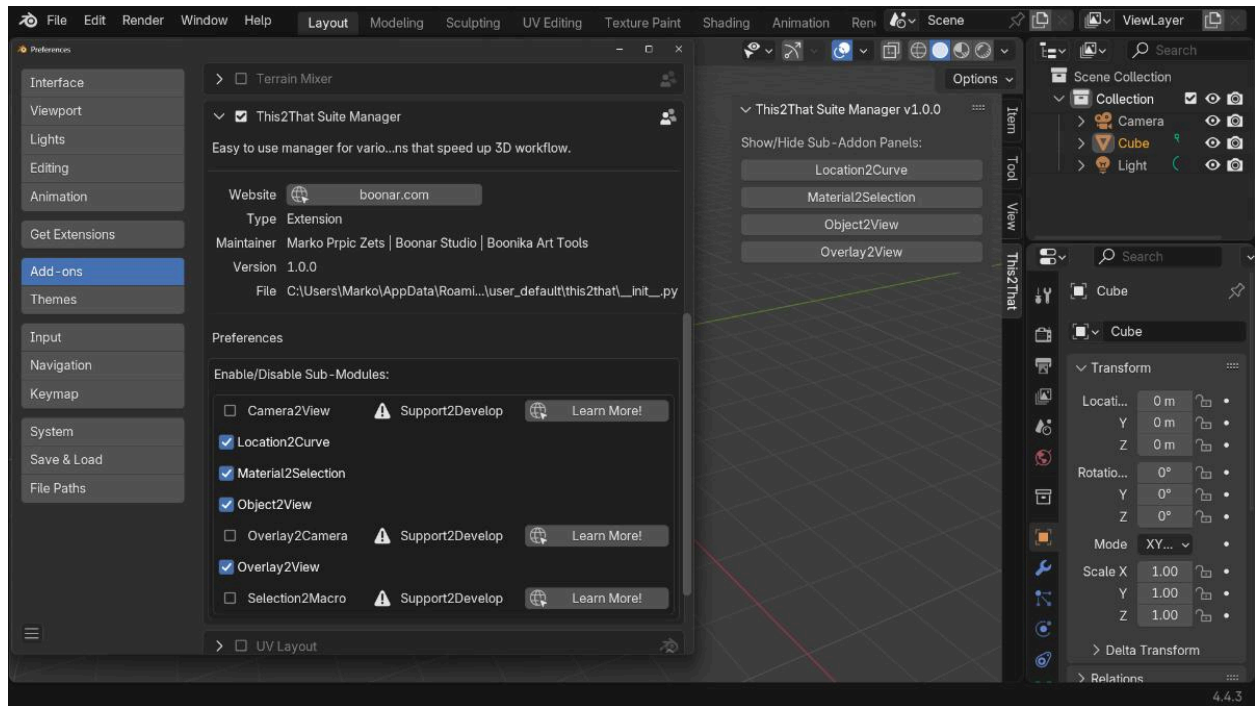 File Edit Render Window Help Layout Modeling Sculpting UV Editing Texture Paint Shading Animation Ren Scene ViewLayer
Preferences
Interface
Viewport
Lights
Editing
Animation
Get Extensions
Add-ons
Themes
Input
Navigation
Keymap
System
Save & Load
File Paths
Terrain Mixer
This2That Suite Manager
Easy to use manager for vario...ns that speed up 3D workflow.
Website boonar.com
Type Extension
Maintainer Marko Prpic Zets | Boonar Studio | Boonika Art Tools
Version 1.0.0
File C:\Users\Marko\AppData\Roami...\user_default\this2that\__init__.py
Preferences
Enable/Disable Sub-Modules:
Camera2View Support2Develop Learn More!
Location2Curve
Material2Selection
Object2View
Overlay2Camera Support2Develop Learn More!
Overlay2View
Selection2Macro Support2Develop Learn More!
UV Layout
Options
This2That Suite Manager v1.0.0
Show/Hide Sub-Addon Panels:
Location2Curve
Material2Selection
Object2View
Overlay2View
Item
Tool
View
This2That
Search
Scene Collection
Collection
Camera
Cube
Light
Search
Cube
Cube
Transform
Locati... 0 m
Y 0 m
Z 0 m
Rotatio... 0°
Y 0°
Z 0°
Mode XY...
Scale X 1.00
Y 1.00
Z 1.00
Delta Transform
Relations
4.4.3